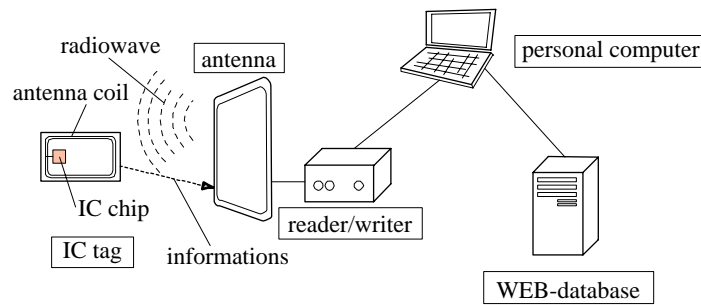 radiowave
antenna
personal computer
antenna coil
IC chip
reader/writer
IC tag
informations
WEB-database